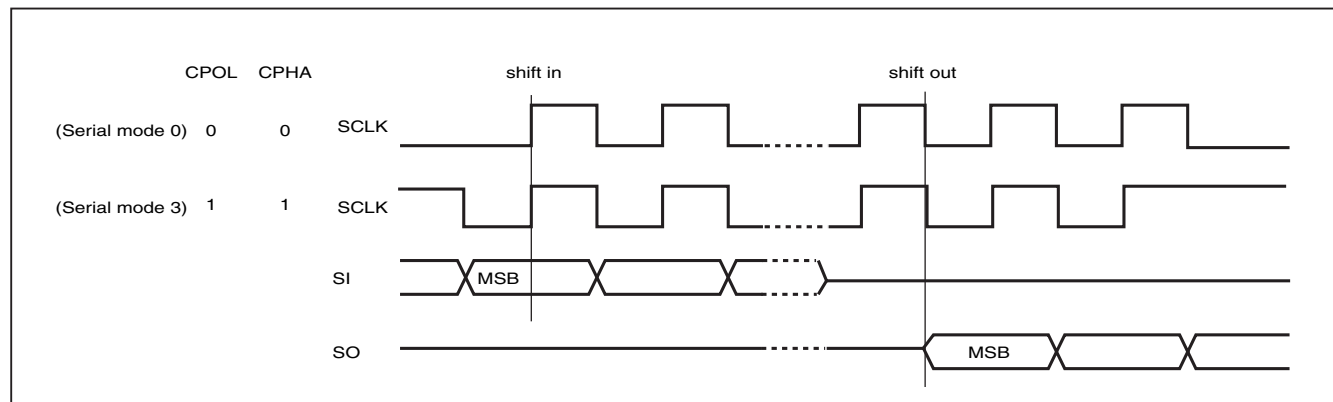 CPOL CPHA shift in shift out
(Serial mode 0) 0 0 SCLK
(Serial mode 3) 1 1 SCLK
SI MSB
SO MSB